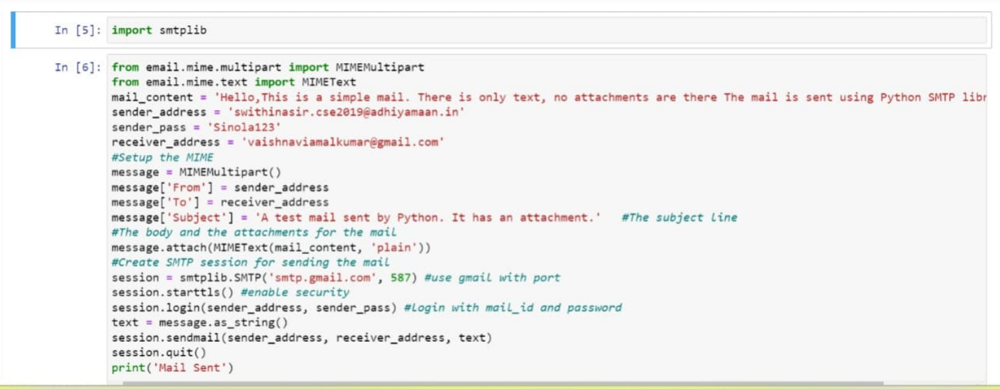 In [5]: import smtplib
In [6]: from email.mime.multipart import MIMEMultipart
from email.mime.text import MIMEText
mail_content = 'Hello,This is a simple mail. There is only text, no attachments are there The mail is sent using Python SMTP libr
sender_address = 'swithinasir.cse2019@adhiyamaan.in'
sender_pass = 'Sinola123'
receiver_address = 'vaishnaviamalkumar@gmail.com'
#Setup the MIME
message = MIMEMultipart()
message['From'] = sender_address
message['To'] = receiver_address
message['Subject'] = 'A test mail sent by Python. It has an attachment.'   #The subject line
#The body and the attachments for the mail
message.attach(MIMEText(mail_content, 'plain'))
#Create SMTP session for sending the mail
session = smtplib.SMTP('smtp.gmail.com', 587) #use gmail with port
session.starttls() #enable security
session.login(sender_address, sender_pass) #login with mail_id and password
text = message.as_string()
session.sendmail(sender_address, receiver_address, text)
session.quit()
print('Mail Sent')